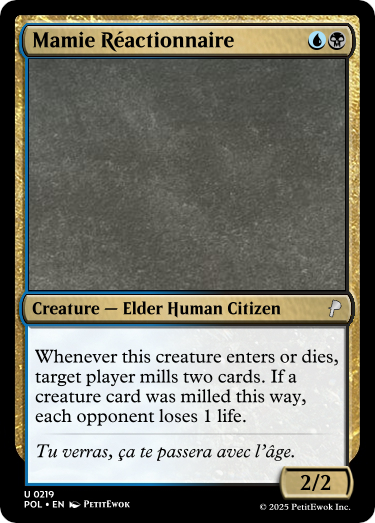 Mamie Réactionnaire
Creature — Elder Human Citizen
Whenever this creature enters or dies,
target player mills two cards. If a
creature card was milled this way,
each opponent loses 1 life.
Tu verras, ça te passera avec l'âge.
2/2
U 0219
POL • EN PetitEwok
© 2025 PetitEwok Inc.